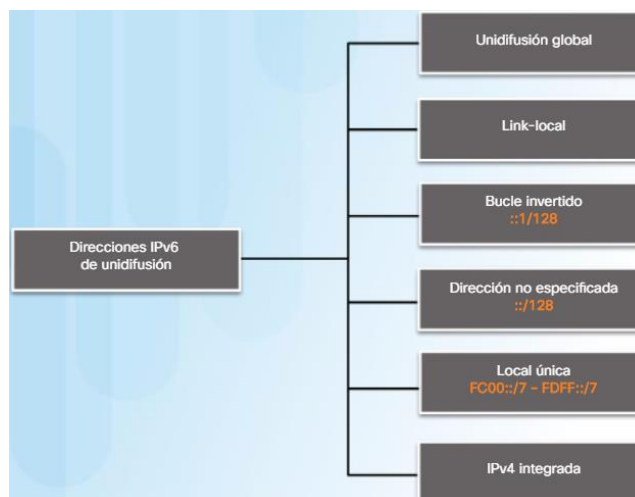 Unidifusión global
Link-local
Bucle invertido
::1/128
Direcciones IPv6
de unidifusión
Dirección no especificada
::/128
Local única
FC00::/7 - FDFF::/7
IPv4 integrada